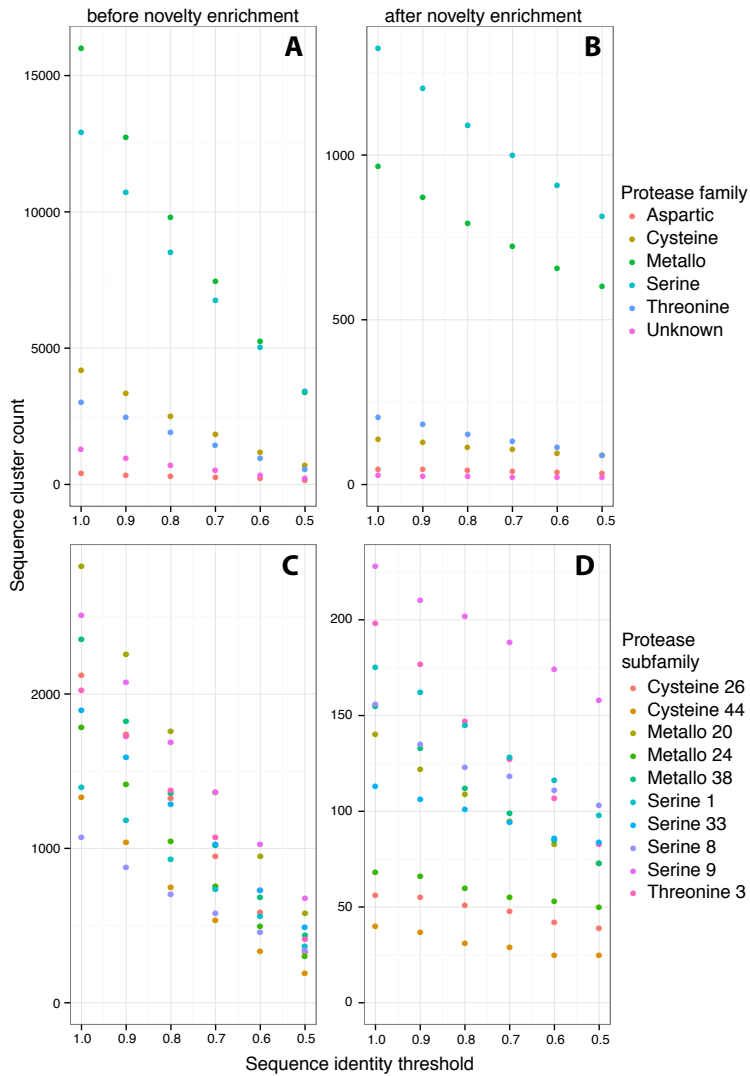 before novelty enrichment
after novelty enrichment
A
B
15000
10000
5000
0
1000
500
0
1.0 0.9 0.8 0.7 0.6 0.5
1.0 0.9 0.8 0.7 0.6 0.5
Protease family
Aspartic
Cysteine
Metallo
Serine
Threonine
Unknown
Sequence cluster count
C
D
2000
1000
0
200
150
100
50
0
1.0 0.9 0.8 0.7 0.6 0.5
1.0 0.9 0.8 0.7 0.6 0.5
Protease
subfamily
Cysteine 26
Cysteine 44
Metallo 20
Metallo 24
Metallo 38
Serine 1
Serine 33
Serine 8
Serine 9
Threonine 3
Sequence identity threshold